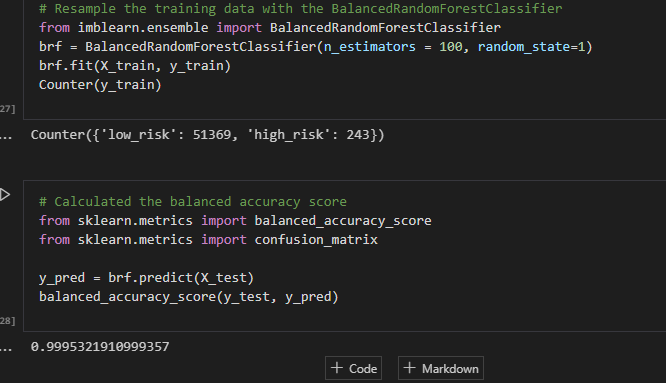 # Resample the training data with the BalancedRandomForestClassifier
from imblearn.ensemble import BalancedRandomForestClassifier
brf = BalancedRandomForestClassifier(n_estimators = 100, random_state=1)
brf.fit(X_train, y_train)
Counter(y_train)
27]
... Counter({'low_risk': 51369, 'high_risk': 243})
# Calculated the balanced accuracy score
from sklearn.metrics import balanced_accuracy_score
from sklearn.metrics import confusion_matrix
y_pred = brf.predict(X_test)
balanced_accuracy_score(y_test, y_pred)
28]
... 0.9995321910999357
+ Code + Markdown